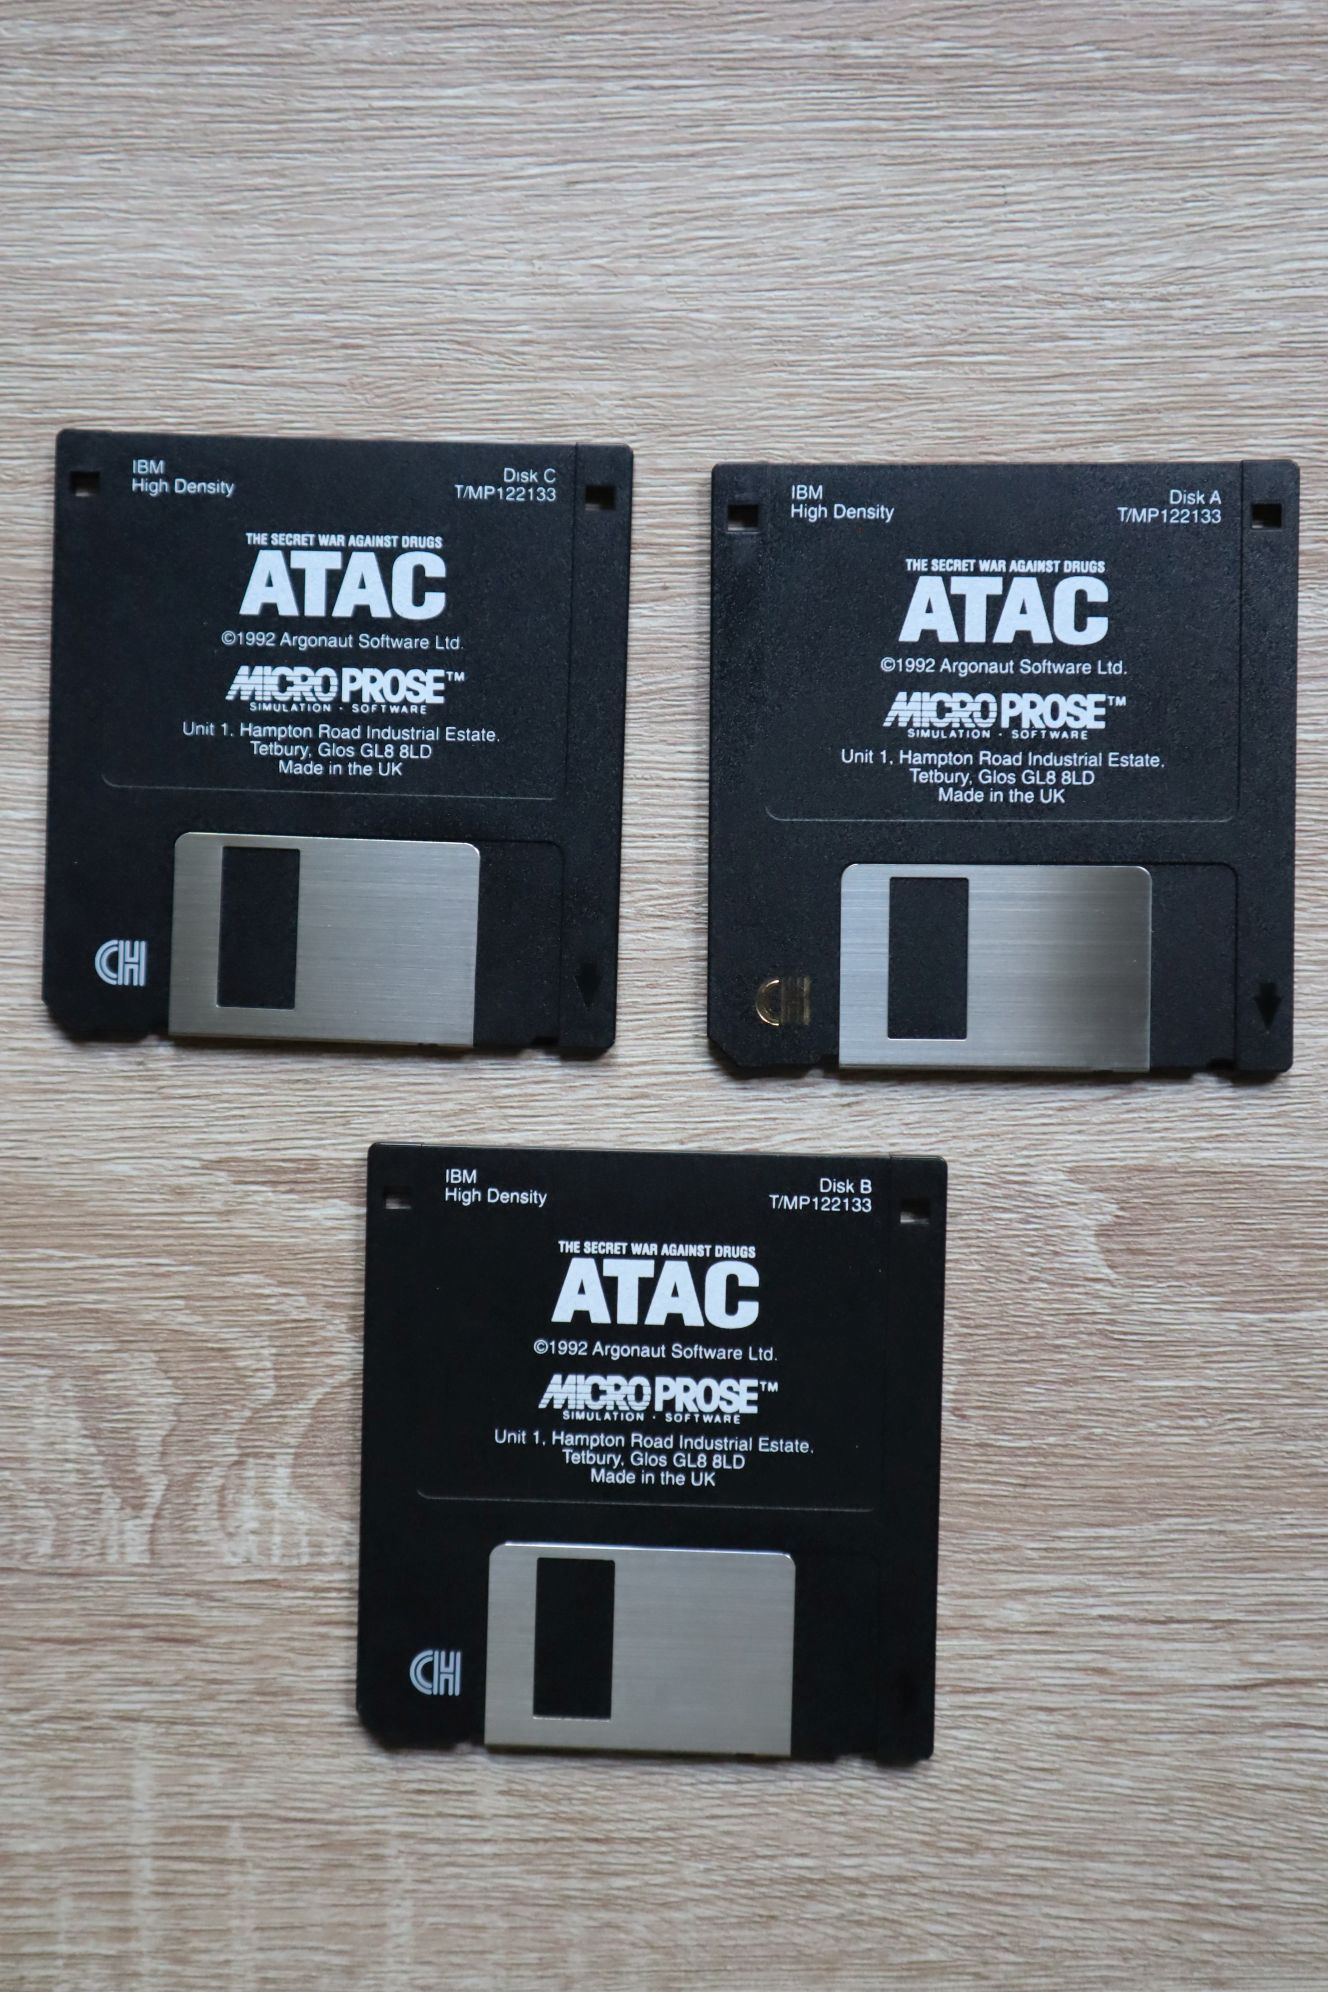 IBM
High Density
Disk C
T/MP122133
THE SECRET WAR AGAINST DRUGS
ATAC
©1992 Argonaut Software Ltd.
MICROPROSE™
SIMULATION · SOFTWARE
Unit 1, Hampton Road Industrial Estate,
Tetbury, Glos GL8 8LD
Made in the UK
CH
IBM
High Density
Disk A
T/MP122133
THE SECRET WAR AGAINST DRUGS
ATAC
©1992 Argonaut Software Ltd.
MICROPROSE™
SIMULATION · SOFTWARE
Unit 1, Hampton Road Industrial Estate,
Tetbury, Glos GL8 8LD
Made in the UK
CH
IBM
High Density
Disk B
T/MP122133
THE SECRET WAR AGAINST DRUGS
ATAC
©1992 Argonaut Software Ltd.
MICROPROSE™
SIMULATION · SOFTWARE
Unit 1, Hampton Road Industrial Estate,
Tetbury, Glos GL8 8LD
Made in the UK
CH